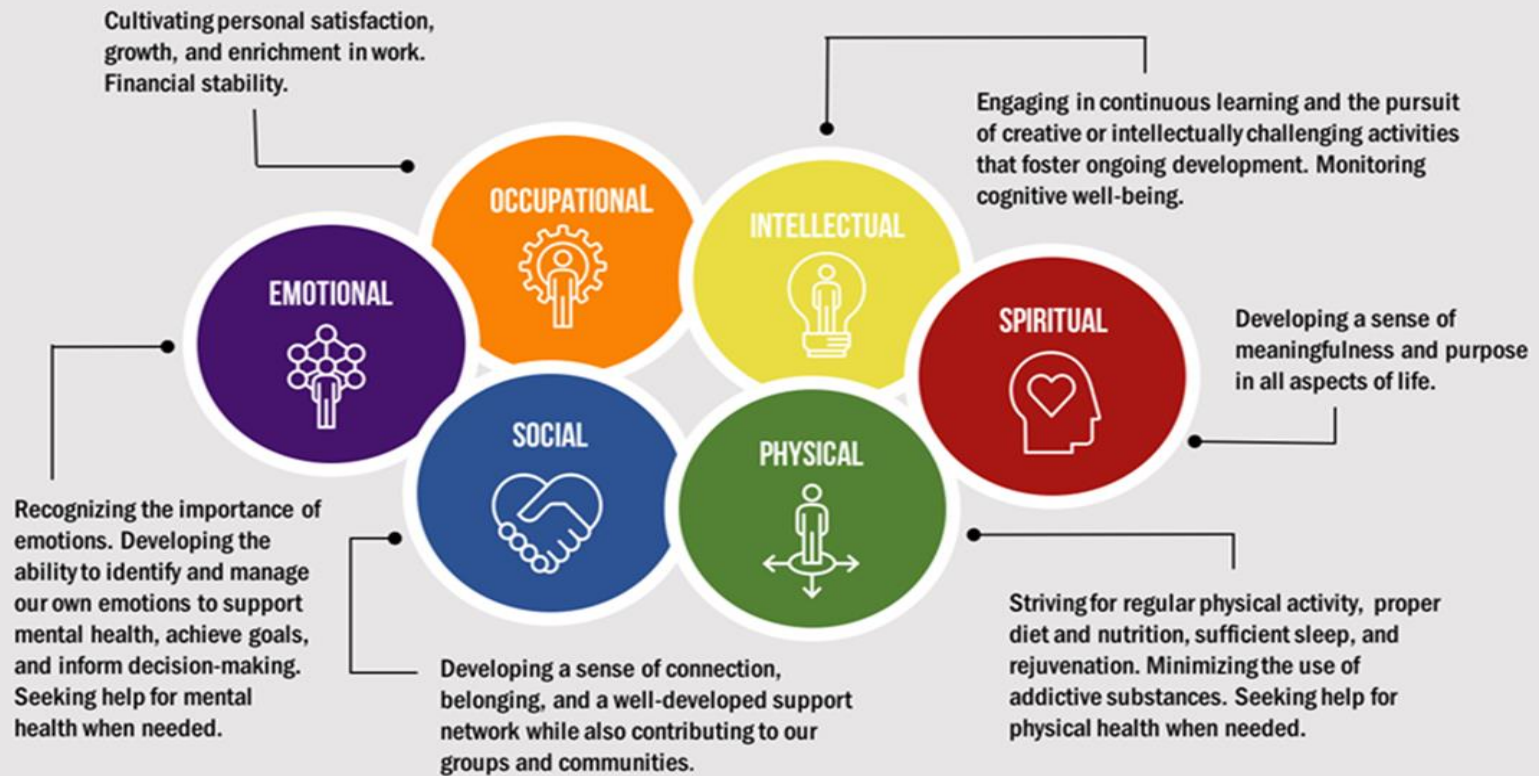 Cultivating personal satisfaction,
growth, and enrichment in work.
Financial stability.
Engaging in continuous learning and the pursuit
of creative or intellectually challenging activities
that foster ongoing development. Monitoring
cognitive well-being.
OCCUPATIONAL
INTELLECTUAL
EMOTIONAL
SPIRITUAL
Developing a sense of
meaningfulness and purpose
in all aspects of life.
SOCIAL
PHYSICAL
Recognizing the importance of
emotions. Developing the
ability to identify and manage
our own emotions to support
mental health, achieve goals,
and inform decision-making.
Seeking help for mental
health when needed.
Developing a sense of connection,
belonging, and a well-developed support
network while also contributing to our
groups and communities.
Striving for regular physical activity, proper
diet and nutrition, sufficient sleep, and
rejuvenation. Minimizing the use of
addictive substances. Seeking help for
physical health when needed.